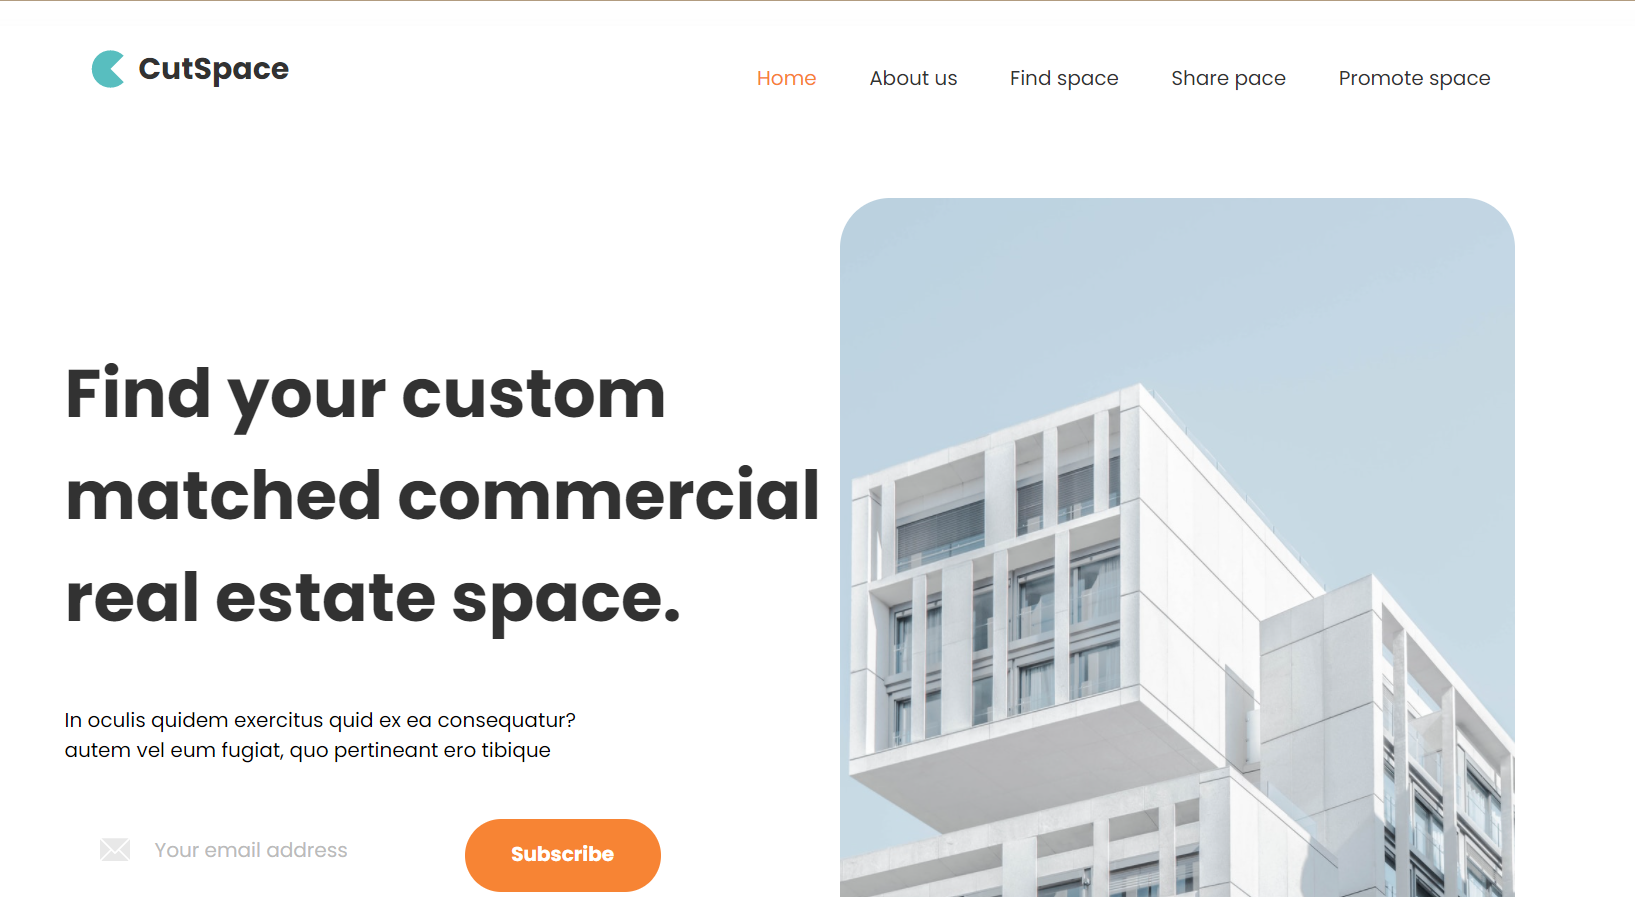 CutSpace
Home About us Find space Share pace Promote space
Find your custom
matched commercial
real estate space.
In oculis quidem exercitus quid ex ea consequatur?
autem vel eum fugiat, quo pertineant ero tibique
Your email address Subscribe